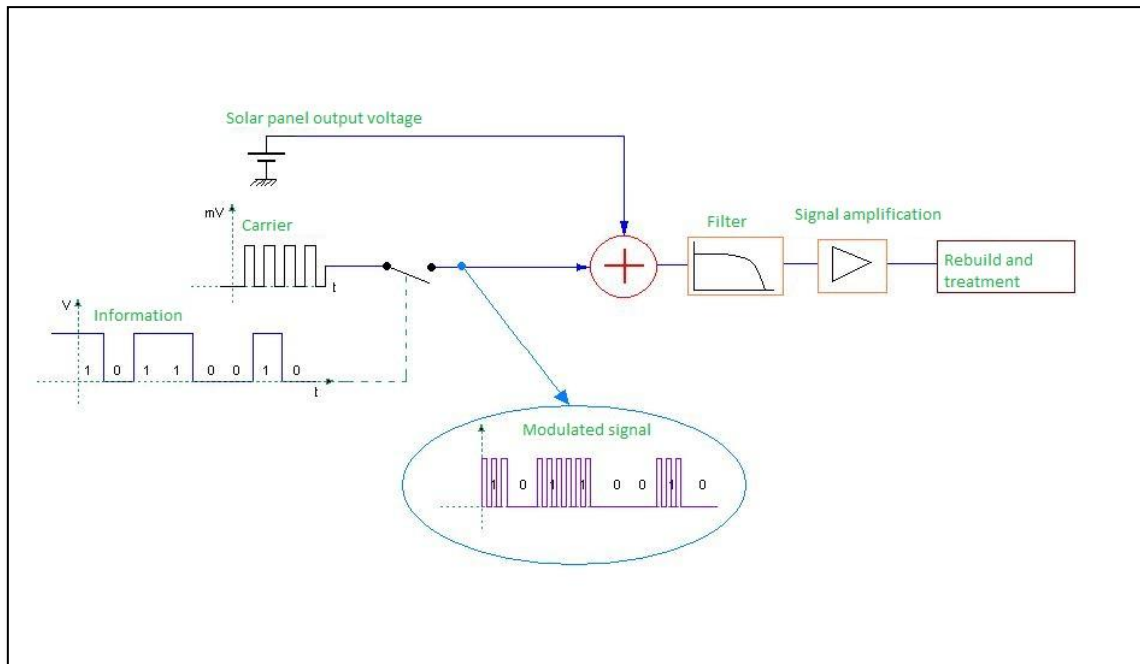 Solar panel output voltage
mV
Carrier
t
Filter
Signal amplification
Rebuild and
treatment
V
Information
1 0 1 1 0 0 1 0
t
Modulated signal
1 0 1 1 0 0 1 0